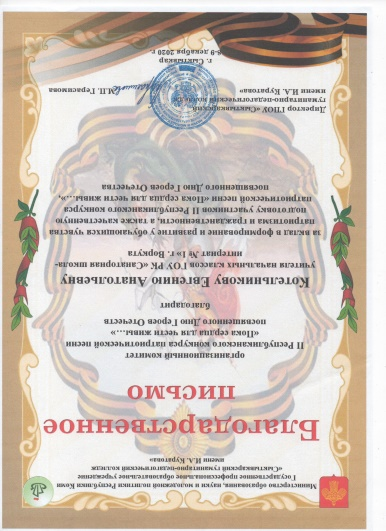 Министерство образования, науки и молодежной политики Республики Коми
Государственное профессиональное образовательное учреждение
«Сыктывкарский гуманитарно-педагогический колледж
имени И.А. Куратова»
Благодарственное
письмо
организационный комитет
II Республиканского конкурса патриотической песни
«Пока сердца для чести живы…»,
посвященного Дню Героев Отечеств
благодарит
Котельникову Евгению Анатольевну
учителя начальных классов ГОУ РК «Санаторная школа-
интернат № 1» г. Воркута
за вклад в формирование и развитие у обучающихся чувства
патриотизма и гражданственности, а также качественную
подготовку участников II Республиканского конкурса
патриотической песни «Пока сердца для чести живы…»,
посвященного Дню Героев Отечества
Директор ГПОУ «Сыктывкарский
гуманитарно-педагогический колледж
имени И.А. Куратова»
М.П. Герасимова
г. Сыктывкар
8-9 декабря 2020 г